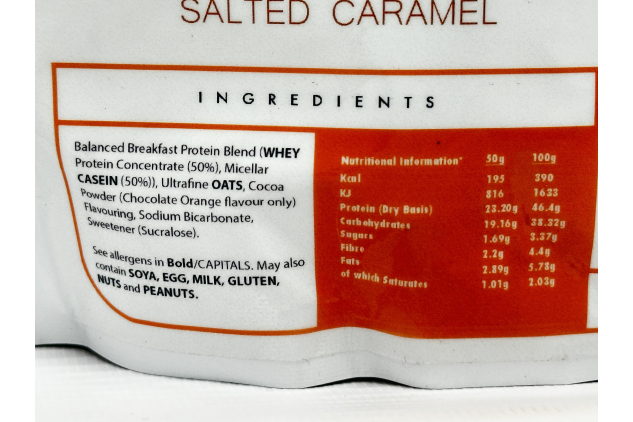 SALTED CARAMEL
INGREDIENTS
Balanced Breakfast Protein Blend (WHEY
Protein Concentrate (50%), Micellar
CASEIN (50%)), Ultrafine OATS, Cocoa
Powder (Chocolate Orange flavour only)
Flavouring, Sodium Bicarbonate,
Sweetener (Sucralose).
See allergens in Bold/CAPITALS. May also
contain SOYA, EGG, MILK, GLUTEN,
NUTS and PEANUTS.
Nutritional Information* 50g 100g
Kcal 195 390
KJ 816 1633
Protein (Dry Basis) 23.20g 46.4g
Carbohydrates 19.16g 38.32g
Sugars 1.69g 3.37g
Fibre 2.2g 4.4g
Fats 2.89g 5.78g
of which Saturates 1.01g 2.03g